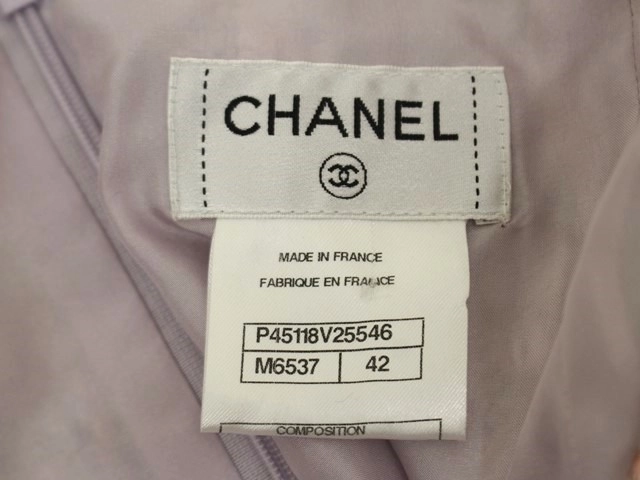 CHANEL
MADE IN FRANCE
FABRIQUE EN FRANCE
P45118V25546
M6537 42
COMPOSITION